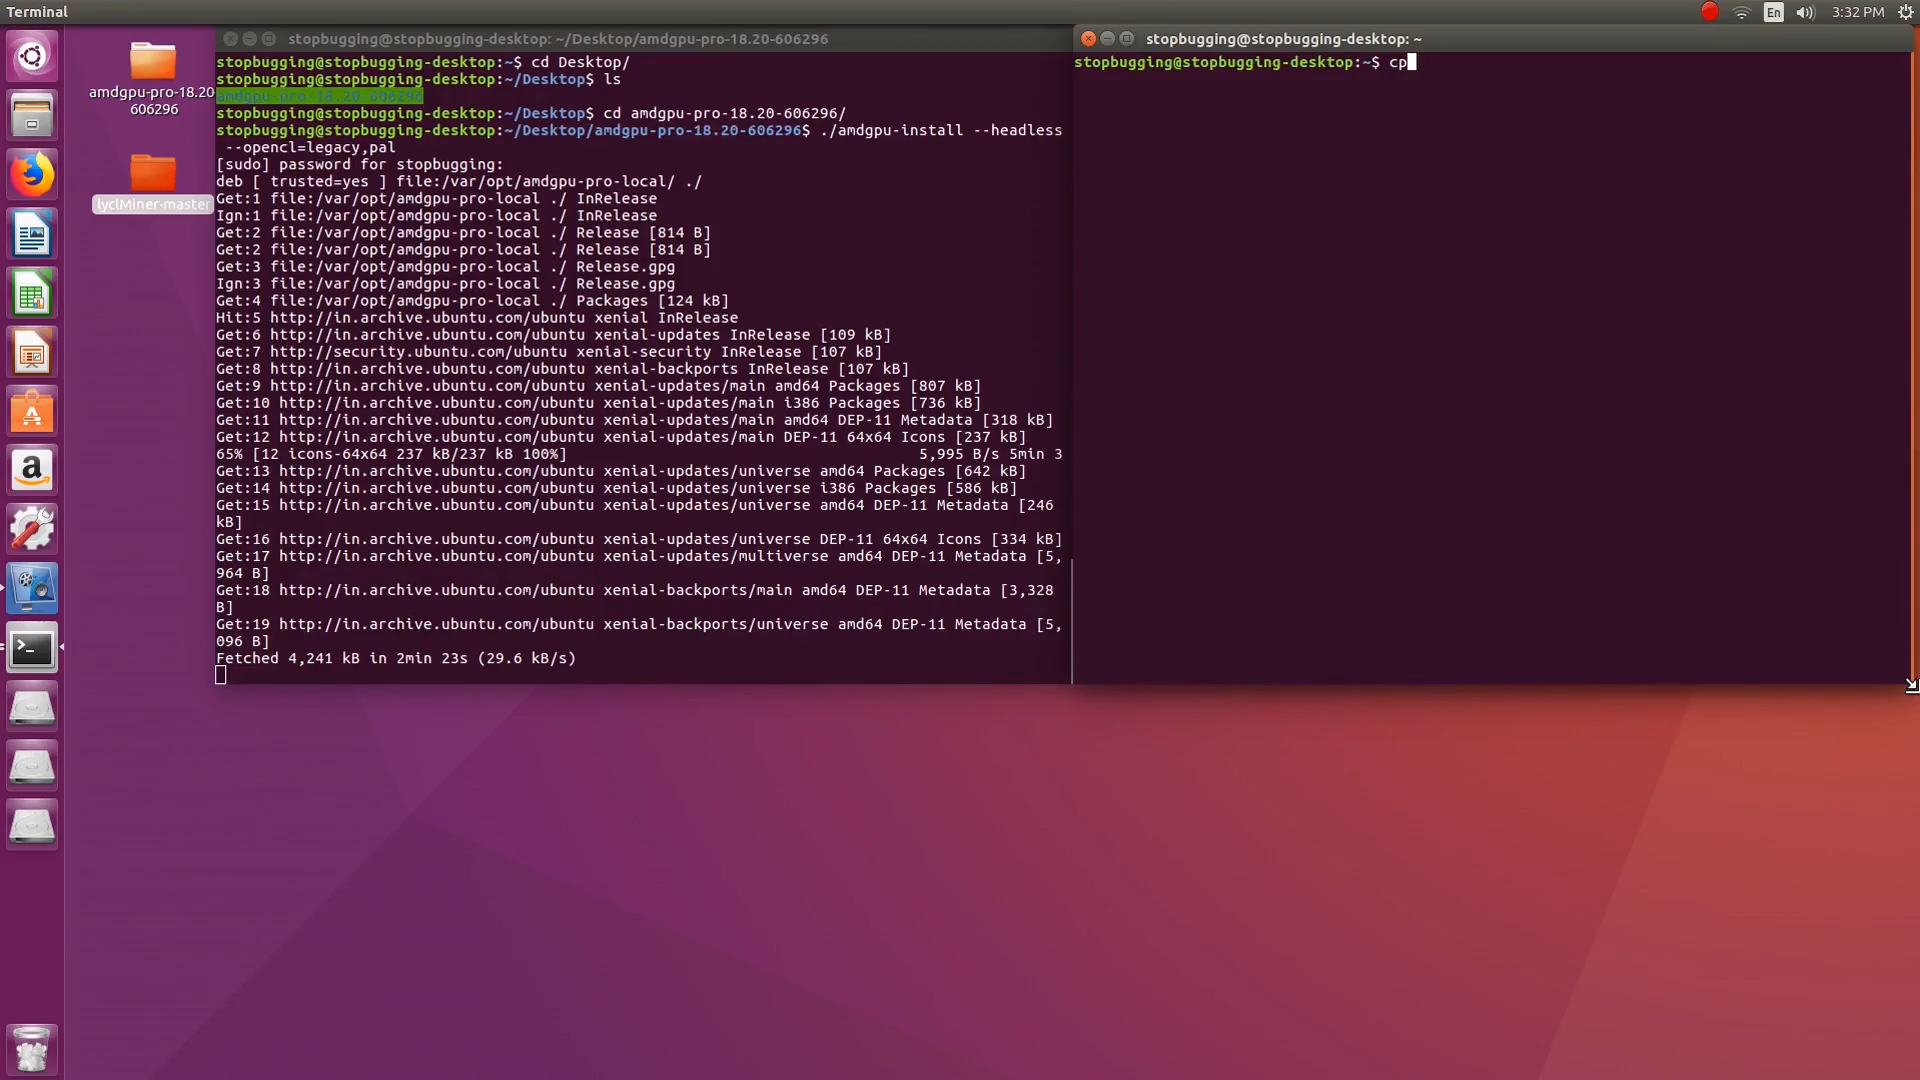 Terminal
En
3:32 PM
amdgpu-pro-18.20
606296
lyclMiner-master
stopbugging@stopbugging-desktop: ~/Desktop/amdgpu-pro-18.20-606296
stopbugging@stopbugging-desktop:~$ cd Desktop/
stopbugging@stopbugging-desktop:~/Desktop$ ls
amdgpu-pro-18.20-606296
stopbugging@stopbugging-desktop:~/Desktop$ cd amdgpu-pro-18.20-606296/
stopbugging@stopbugging-desktop:~/Desktop/amdgpu-pro-18.20-606296$ ./amdgpu-install --headless
--opencl=legacy,pal
[sudo] password for stopbugging:
deb [ trusted=yes ] file:/var/opt/amdgpu-pro-local/ ./
Get:1 file:/var/opt/amdgpu-pro-local ./ InRelease
Ign:1 file:/var/opt/amdgpu-pro-local ./ InRelease
Get:2 file:/var/opt/amdgpu-pro-local ./ Release [814 B]
Get:2 file:/var/opt/amdgpu-pro-local ./ Release [814 B]
Get:3 file:/var/opt/amdgpu-pro-local ./ Release.gpg
Ign:3 file:/var/opt/amdgpu-pro-local ./ Release.gpg
Get:4 file:/var/opt/amdgpu-pro-local ./ Packages [124 kB]
Hit:5 http://in.archive.ubuntu.com/ubuntu xenial InRelease
Get:6 http://in.archive.ubuntu.com/ubuntu xenial-updates InRelease [109 kB]
Get:7 http://security.ubuntu.com/ubuntu xenial-security InRelease [107 kB]
Get:8 http://in.archive.ubuntu.com/ubuntu xenial-backports InRelease [107 kB]
Get:9 http://in.archive.ubuntu.com/ubuntu xenial-updates/main amd64 Packages [807 kB]
Get:10 http://in.archive.ubuntu.com/ubuntu xenial-updates/main i386 Packages [736 kB]
Get:11 http://in.archive.ubuntu.com/ubuntu xenial-updates/main amd64 DEP-11 Metadata [318 kB]
Get:12 http://in.archive.ubuntu.com/ubuntu xenial-updates/main DEP-11 64x64 Icons [237 kB]
65% [12 icons-64x64 237 kB/237 kB 100%] 5,995 B/s 5min 3
Get:13 http://in.archive.ubuntu.com/ubuntu xenial-updates/universe amd64 Packages [642 kB]
Get:14 http://in.archive.ubuntu.com/ubuntu xenial-updates/universe i386 Packages [586 kB]
Get:15 http://in.archive.ubuntu.com/ubuntu xenial-updates/universe amd64 DEP-11 Metadata [246
kB]
Get:16 http://in.archive.ubuntu.com/ubuntu xenial-updates/universe DEP-11 64x64 Icons [334 kB]
Get:17 http://in.archive.ubuntu.com/ubuntu xenial-updates/multiverse amd64 DEP-11 Metadata [5,
964 B]
Get:18 http://in.archive.ubuntu.com/ubuntu xenial-backports/main amd64 DEP-11 Metadata [3,328
B]
Get:19 http://in.archive.ubuntu.com/ubuntu xenial-backports/universe amd64 DEP-11 Metadata [5,
096 B]
Fetched 4,241 kB in 2min 23s (29.6 kB/s)
stopbugging@stopbugging-desktop: ~
stopbugging@stopbugging-desktop:~$ cp